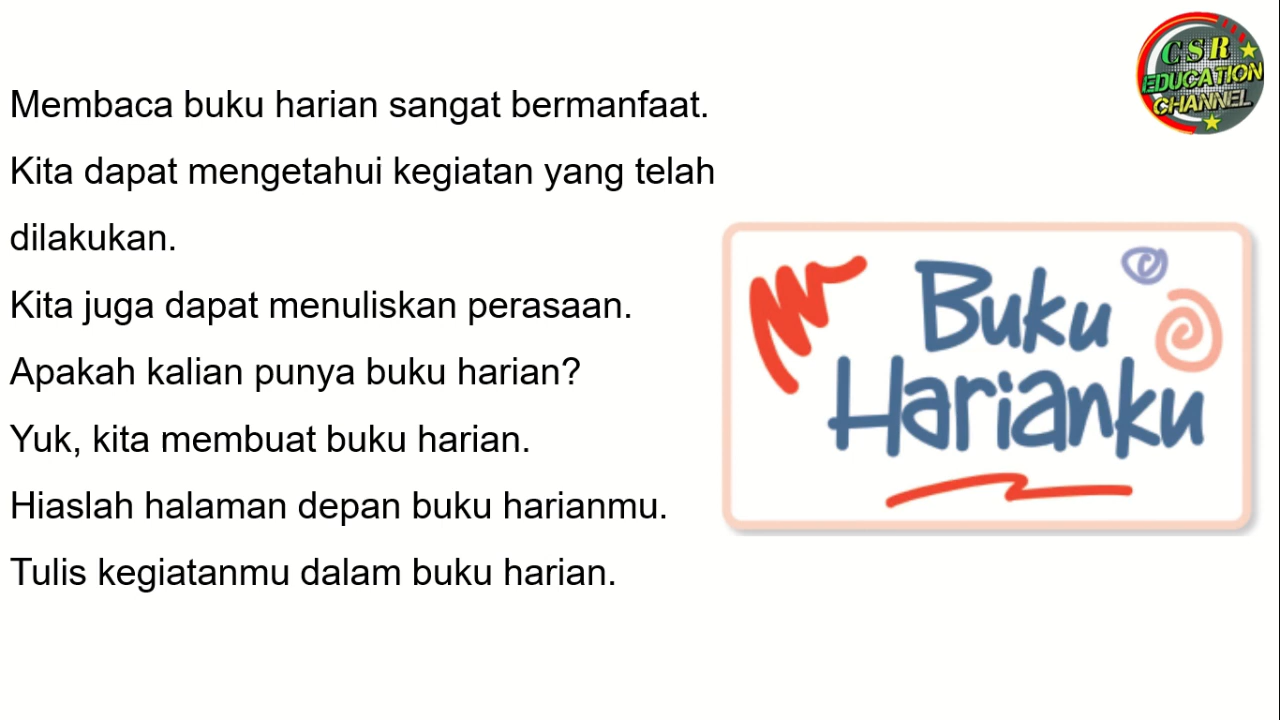 CSR
EDUCATION
CHANNEL
Membaca buku harian sangat bermanfaat.
Kita dapat mengetahui kegiatan yang telah
dilakukan.
Kita juga dapat menuliskan perasaan.
Apakah kalian punya buku harian?
Yuk, kita membuat buku harian.
Hiaslah halaman depan buku harianmu.
Tulis kegiatanmu dalam buku harian.
Buku
Harianku